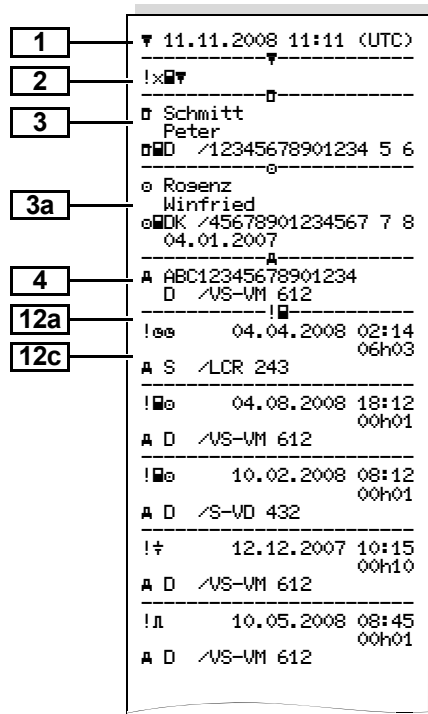 1
▼ 11.11.2008 11:11 (UTC)
-----------▼------------
2
!x▼
3
Schmitt
Peter
D /12345678901234 5 6
3a
o Rogenz
Winfried
oDK /45678901234567 7 8
04.01.2007
4
A ABC12345678901234
D /VS-VM 612
12a
!
!oo 04.04.2008 02:14
06h03
12c
A S /LCR 243
!o 04.08.2008 18:12
00h01
A D /VS-VM 612
!o 10.02.2008 08:12
00h01
A D /S-VD 432
!÷ 12.12.2007 10:15
00h10
A D /VS-VM 612
!Л 10.05.2008 08:45
00h01
A D /VS-VM 612